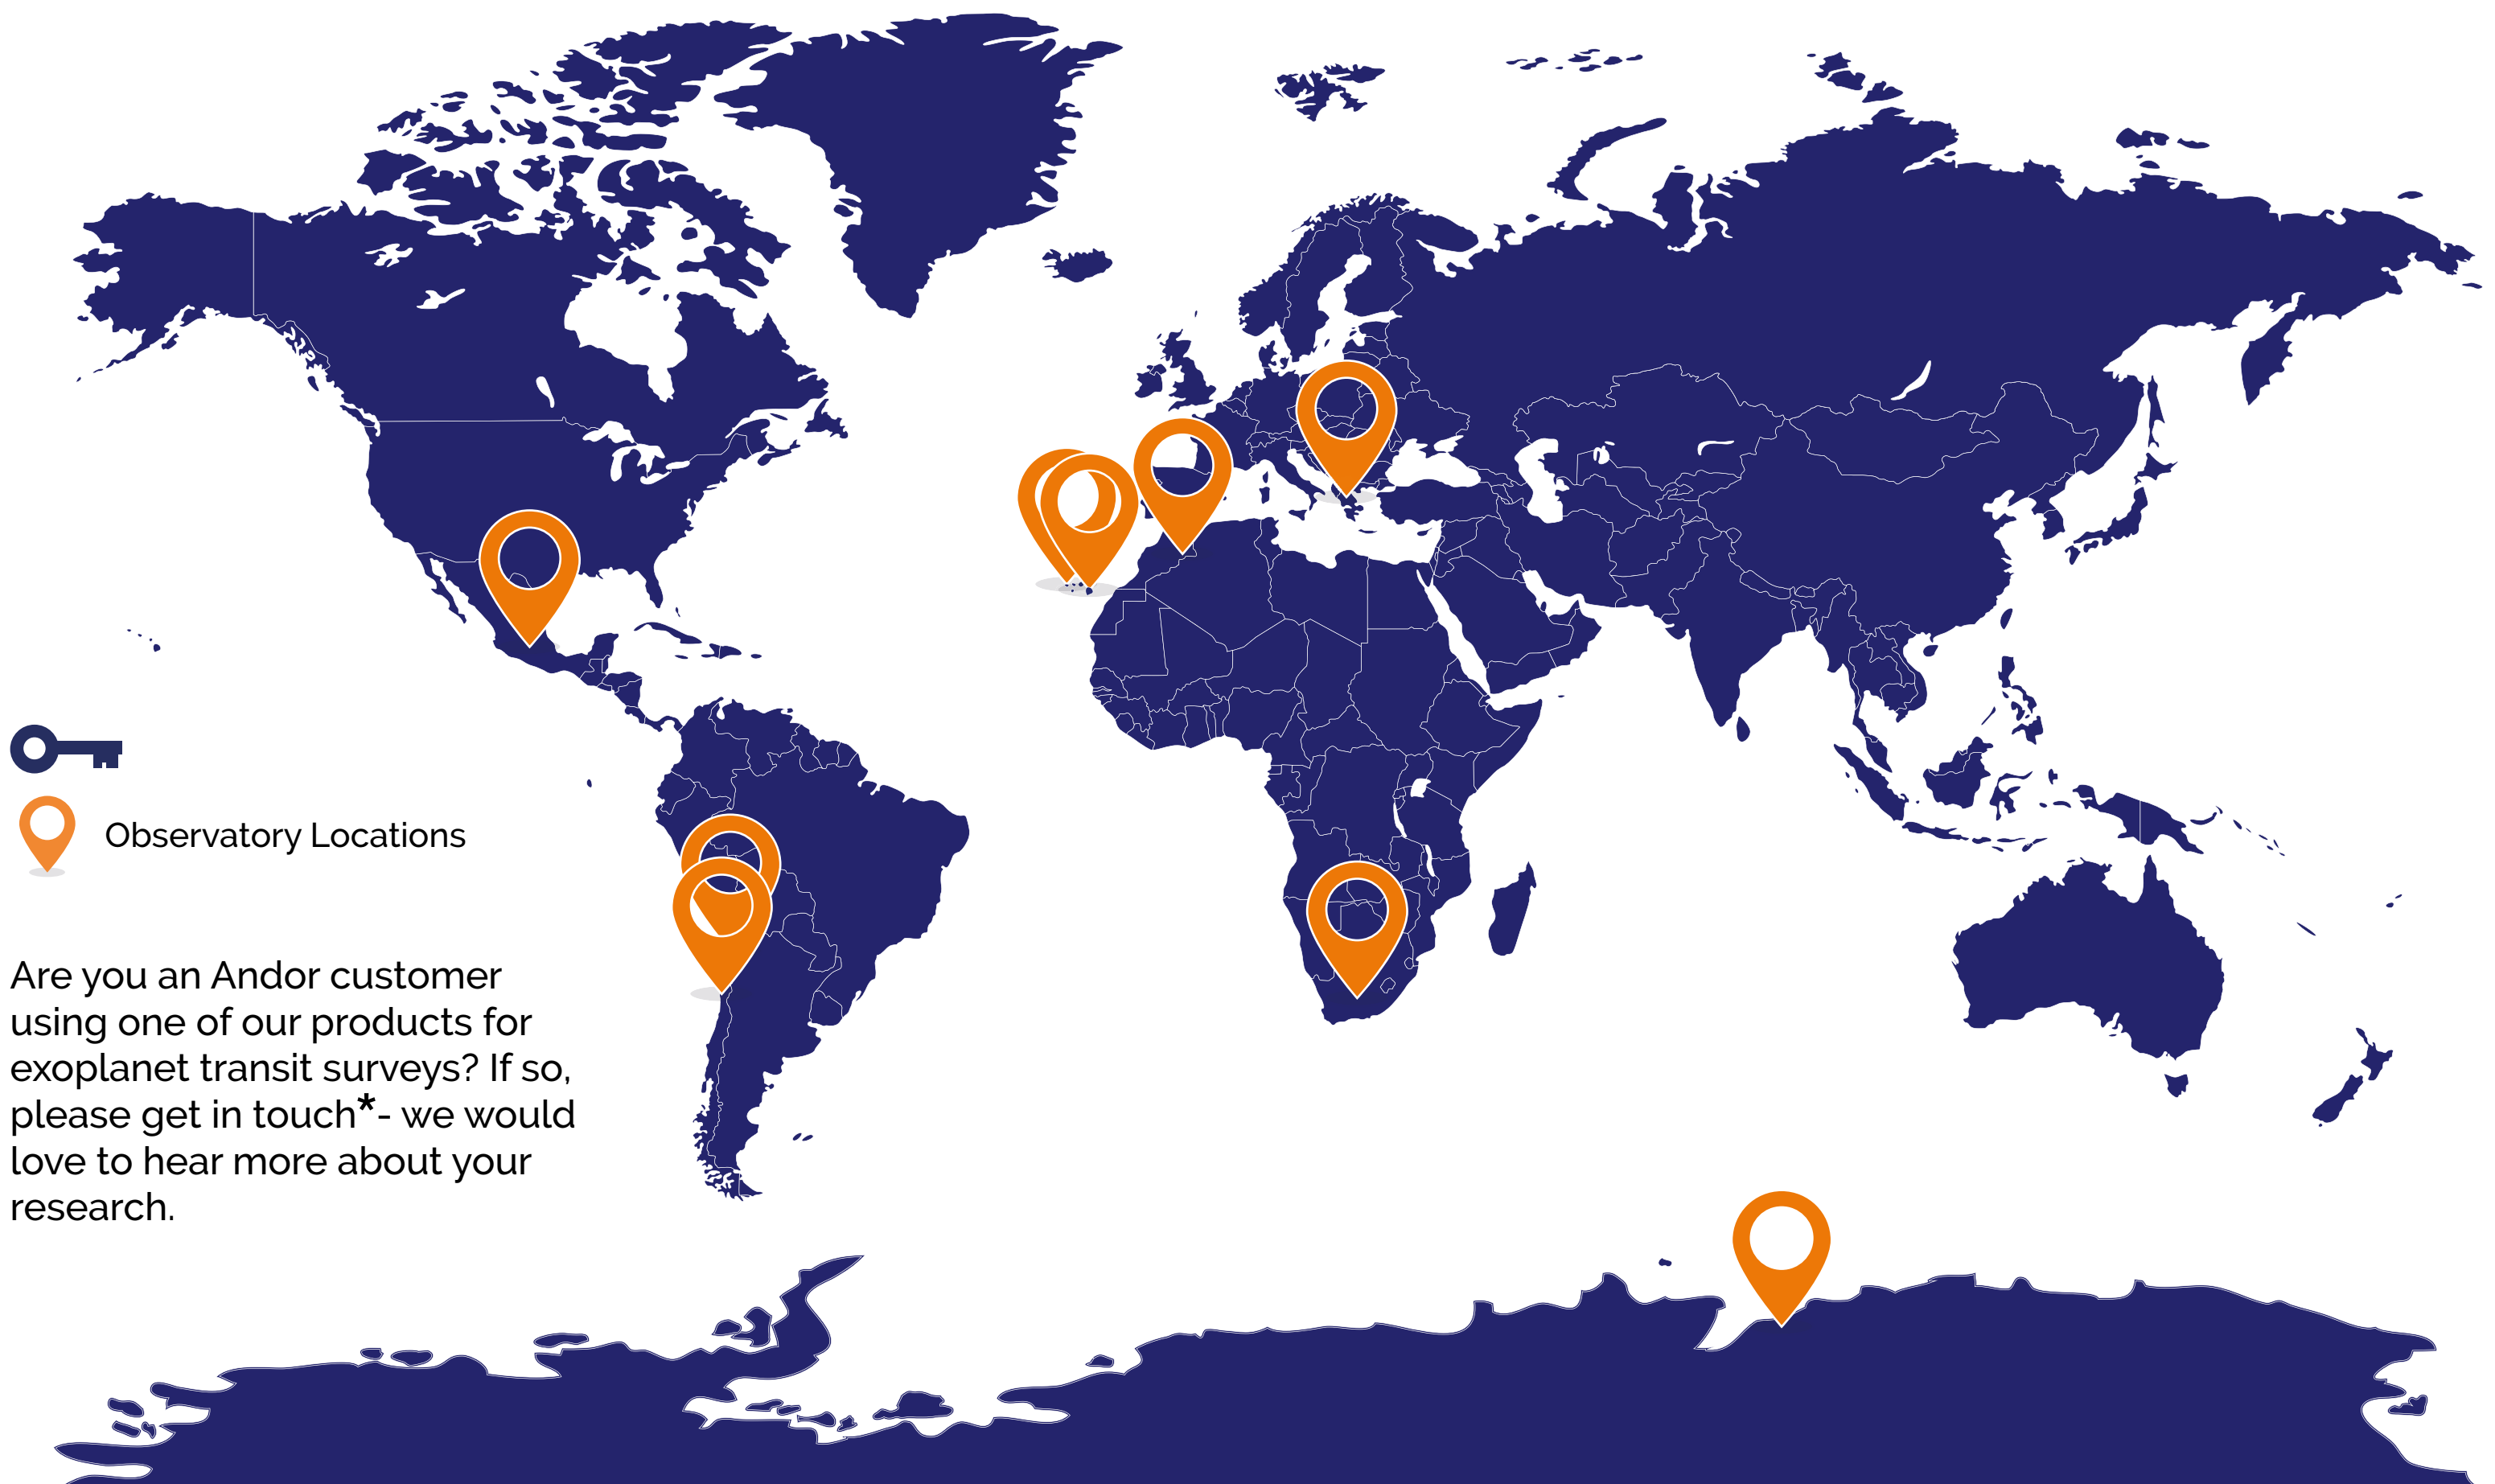 Observatory Locations
Are you an Andor customer
using one of our products for
exoplanet transit surveys? If so,
please get in touch*- we would
love to hear more about your
research.